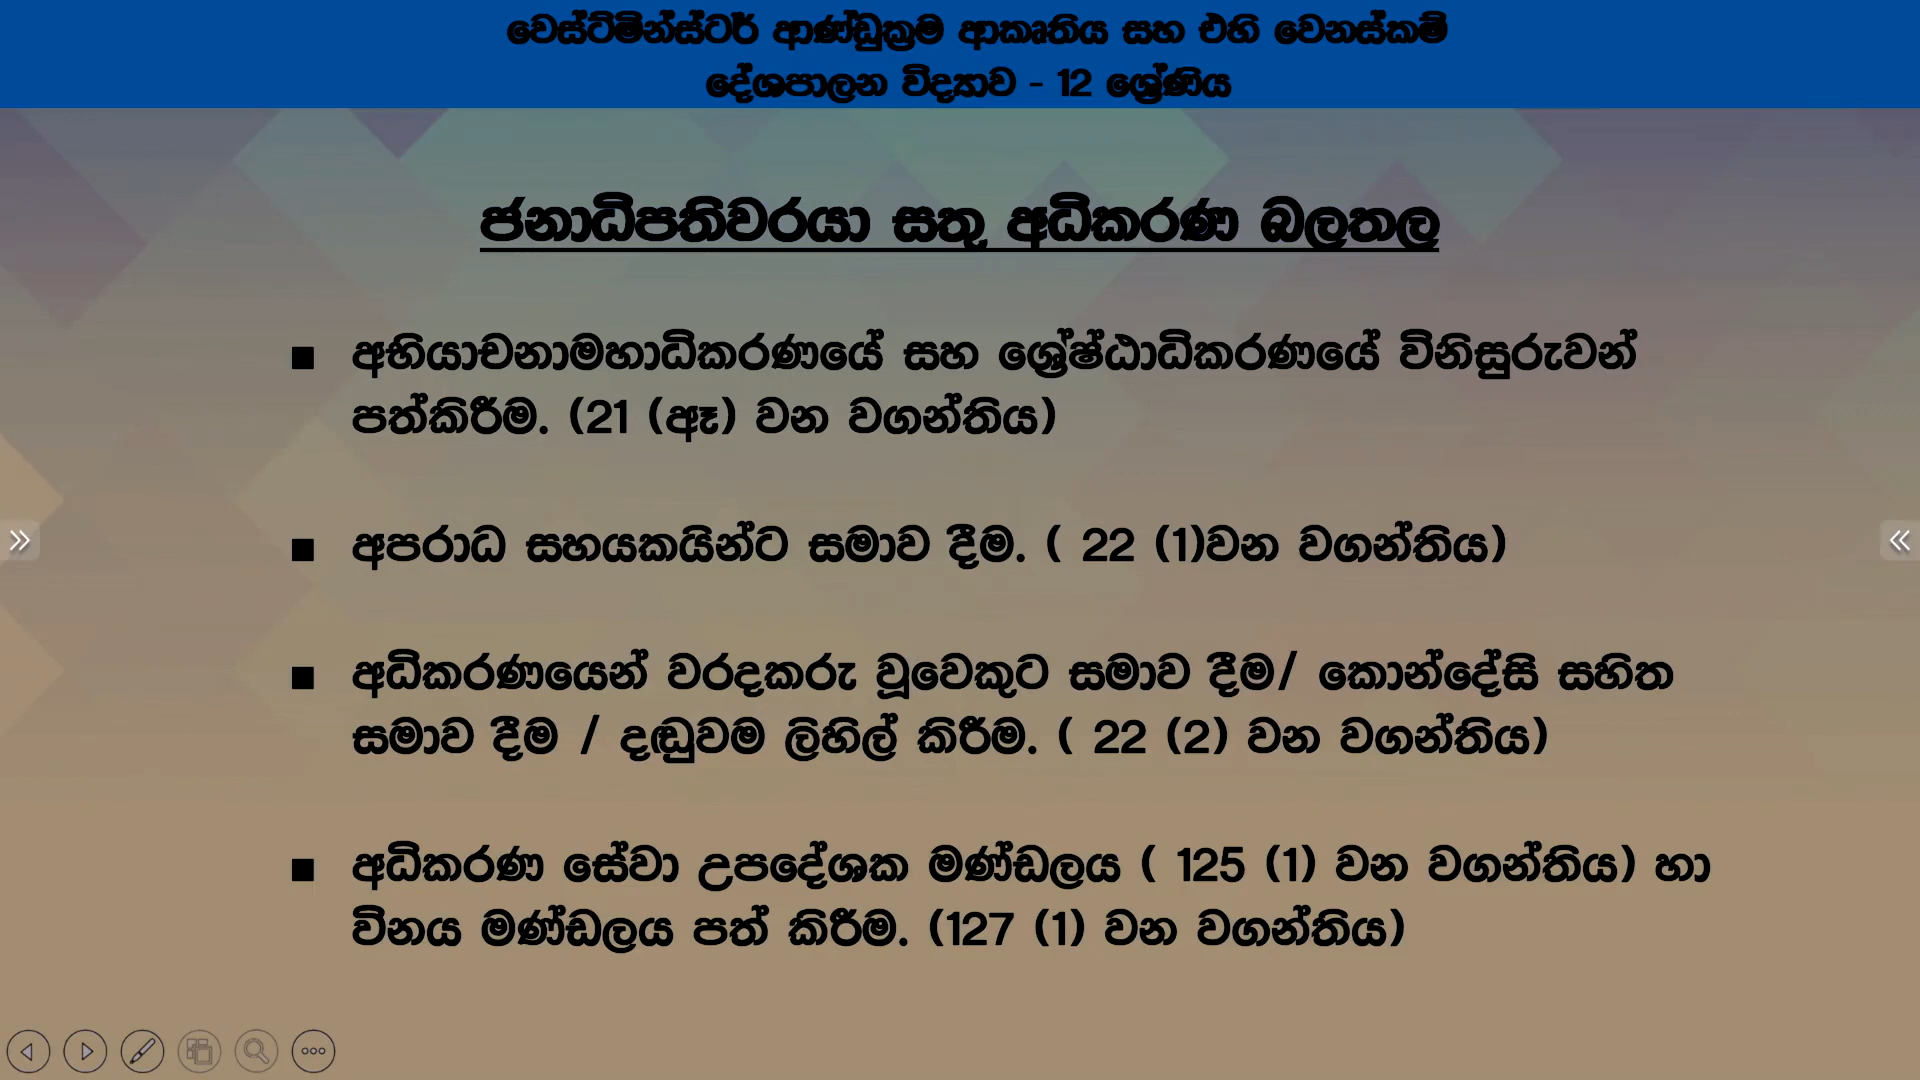 වෙස්ට්මින්ස්ටර් ආණ්ඩුක්‍රම ආකෘතිය සහ එහි වෙනස්කම්
දේශපාලන විද්‍යාව - 12 ශ්‍රේණිය
ජනාධිපතිවරයා සතු අධිකරණ බලතල
▪ අභියාචනාමහාධිකරණයේ සහ ශ්‍රේෂ්ඨාධිකරණයේ විනිසුරුවන්
පත්කිරීම. (21 (ඈ) වන වගන්තිය)
▪ අපරාධ සහයකයින්ට සමාව දීම. ( 22 (1)වන වගන්තිය)
▪ අධිකරණයෙන් වරදකරු වූවෙකුට සමාව දීම/ කොන්දේසි සහිත
සමාව දීම / දඬුවම ලිහිල් කිරීම. ( 22 (2) වන වගන්තිය)
▪ අධිකරණ සේවා උපදේශක මණ්ඩලය ( 125 (1) වන වගන්තිය) හා
විනය මණ්ඩලය පත් කිරීම. (127 (1) වන වගන්තිය)